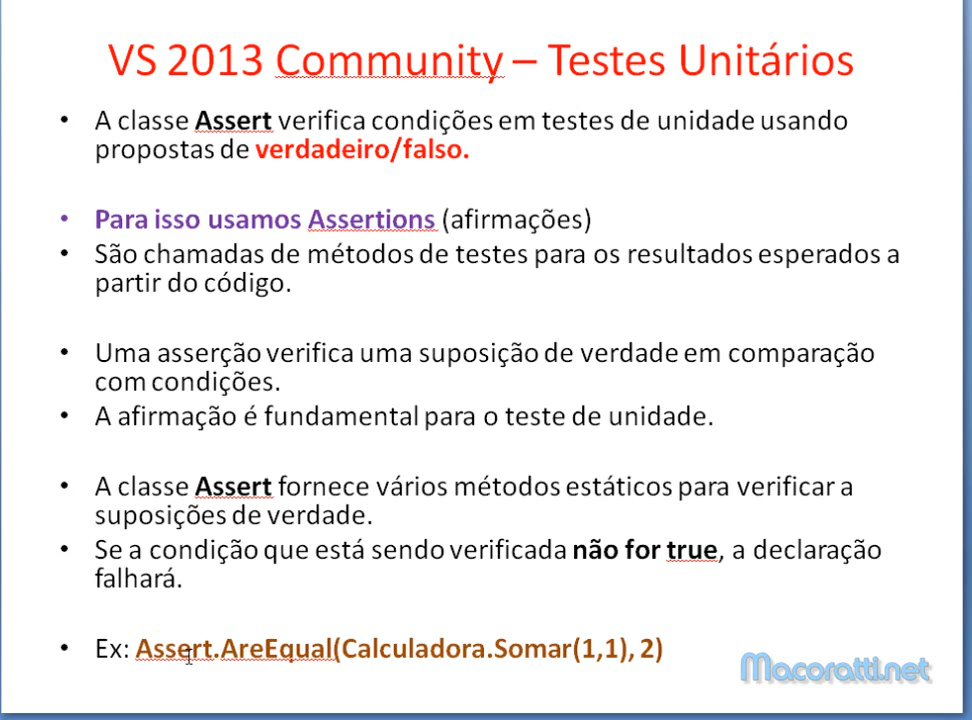 VS 2013 Community – Testes Unitários
• A classe Assert verifica condições em testes de unidade usando
propostas de verdadeiro/falso.
• Para isso usamos Assertions (afirmações)
• São chamadas de métodos de testes para os resultados esperados a
partir do código.
• Uma asserção verifica uma suposição de verdade em comparação
com condições.
• A afirmação é fundamental para o teste de unidade.
• A classe Assert fornece vários métodos estáticos para verificar a
suposições de verdade.
• Se a condição que está sendo verificada não for true, a declaração
falhará.
• Ex: Assert.AreEqual(Calculadora.Somar(1,1), 2)
Macoratti.net